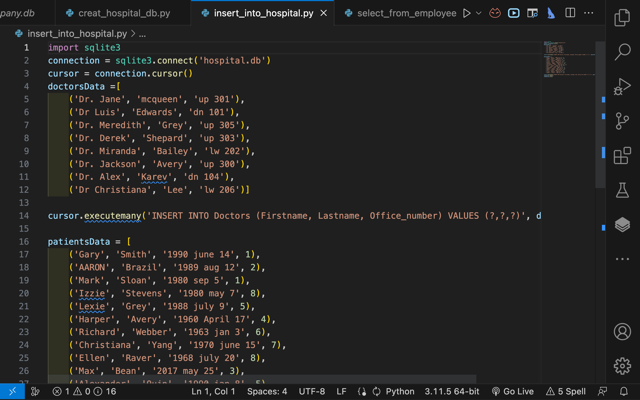 pany.db
creat_hospital_db.py
insert_into_hospital.py
select_from_employee
insert_into_hospital.py > ...
1 import sqlite3
2 connection = sqlite3.connect('hospital.db')
3 cursor = connection.cursor()
4 doctorsData =[
5 ('Dr. Jane', 'mcqueen', 'up 301'),
6 ('Dr Luis', 'Edwards', 'dn 101'),
7 ('Dr. Meredith', 'Grey', 'up 305'),
8 ('Dr. Derek', 'Shepard', 'up 303'),
9 ('Dr. Miranda', 'Bailey', 'lw 202'),
10 ('Dr. Jackson', 'Avery', 'up 300'),
11 ('Dr. Alex', 'Karev', 'dn 104'),
12 ('Dr Christiana', 'Lee', 'lw 206')]
13
14 cursor.executemany('INSERT INTO Doctors (Firstname, Lastname, Office_number) VALUES (?,?,?)', d
15
16 patientsData = [
17 ('Gary', 'Smith', '1990 june 14', 1),
18 ('AARON', 'Brazil', '1989 aug 12', 2),
19 ('Mark', 'Sloan', '1980 sep 5', 1),
20 ('Izzie', 'Stevens', '1980 may 7', 8),
21 ('Lexie', 'Grey', '1988 july 9', 5),
22 ('Harper', 'Avery', '1960 April 17', 4),
23 ('Richard', 'Webber', '1963 jan 3', 6),
24 ('Christiana', 'Yang', '1970 june 15', 7),
25 ('Ellen', 'Raver', '1968 july 20', 8),
26 ('Max', 'Bean', '2017 may 25', 3),
1 0 16 Ln 1, Col 1 Spaces: 4 UTF-8 LF Python 3.11.5 64-bit Go Live 5 Spell